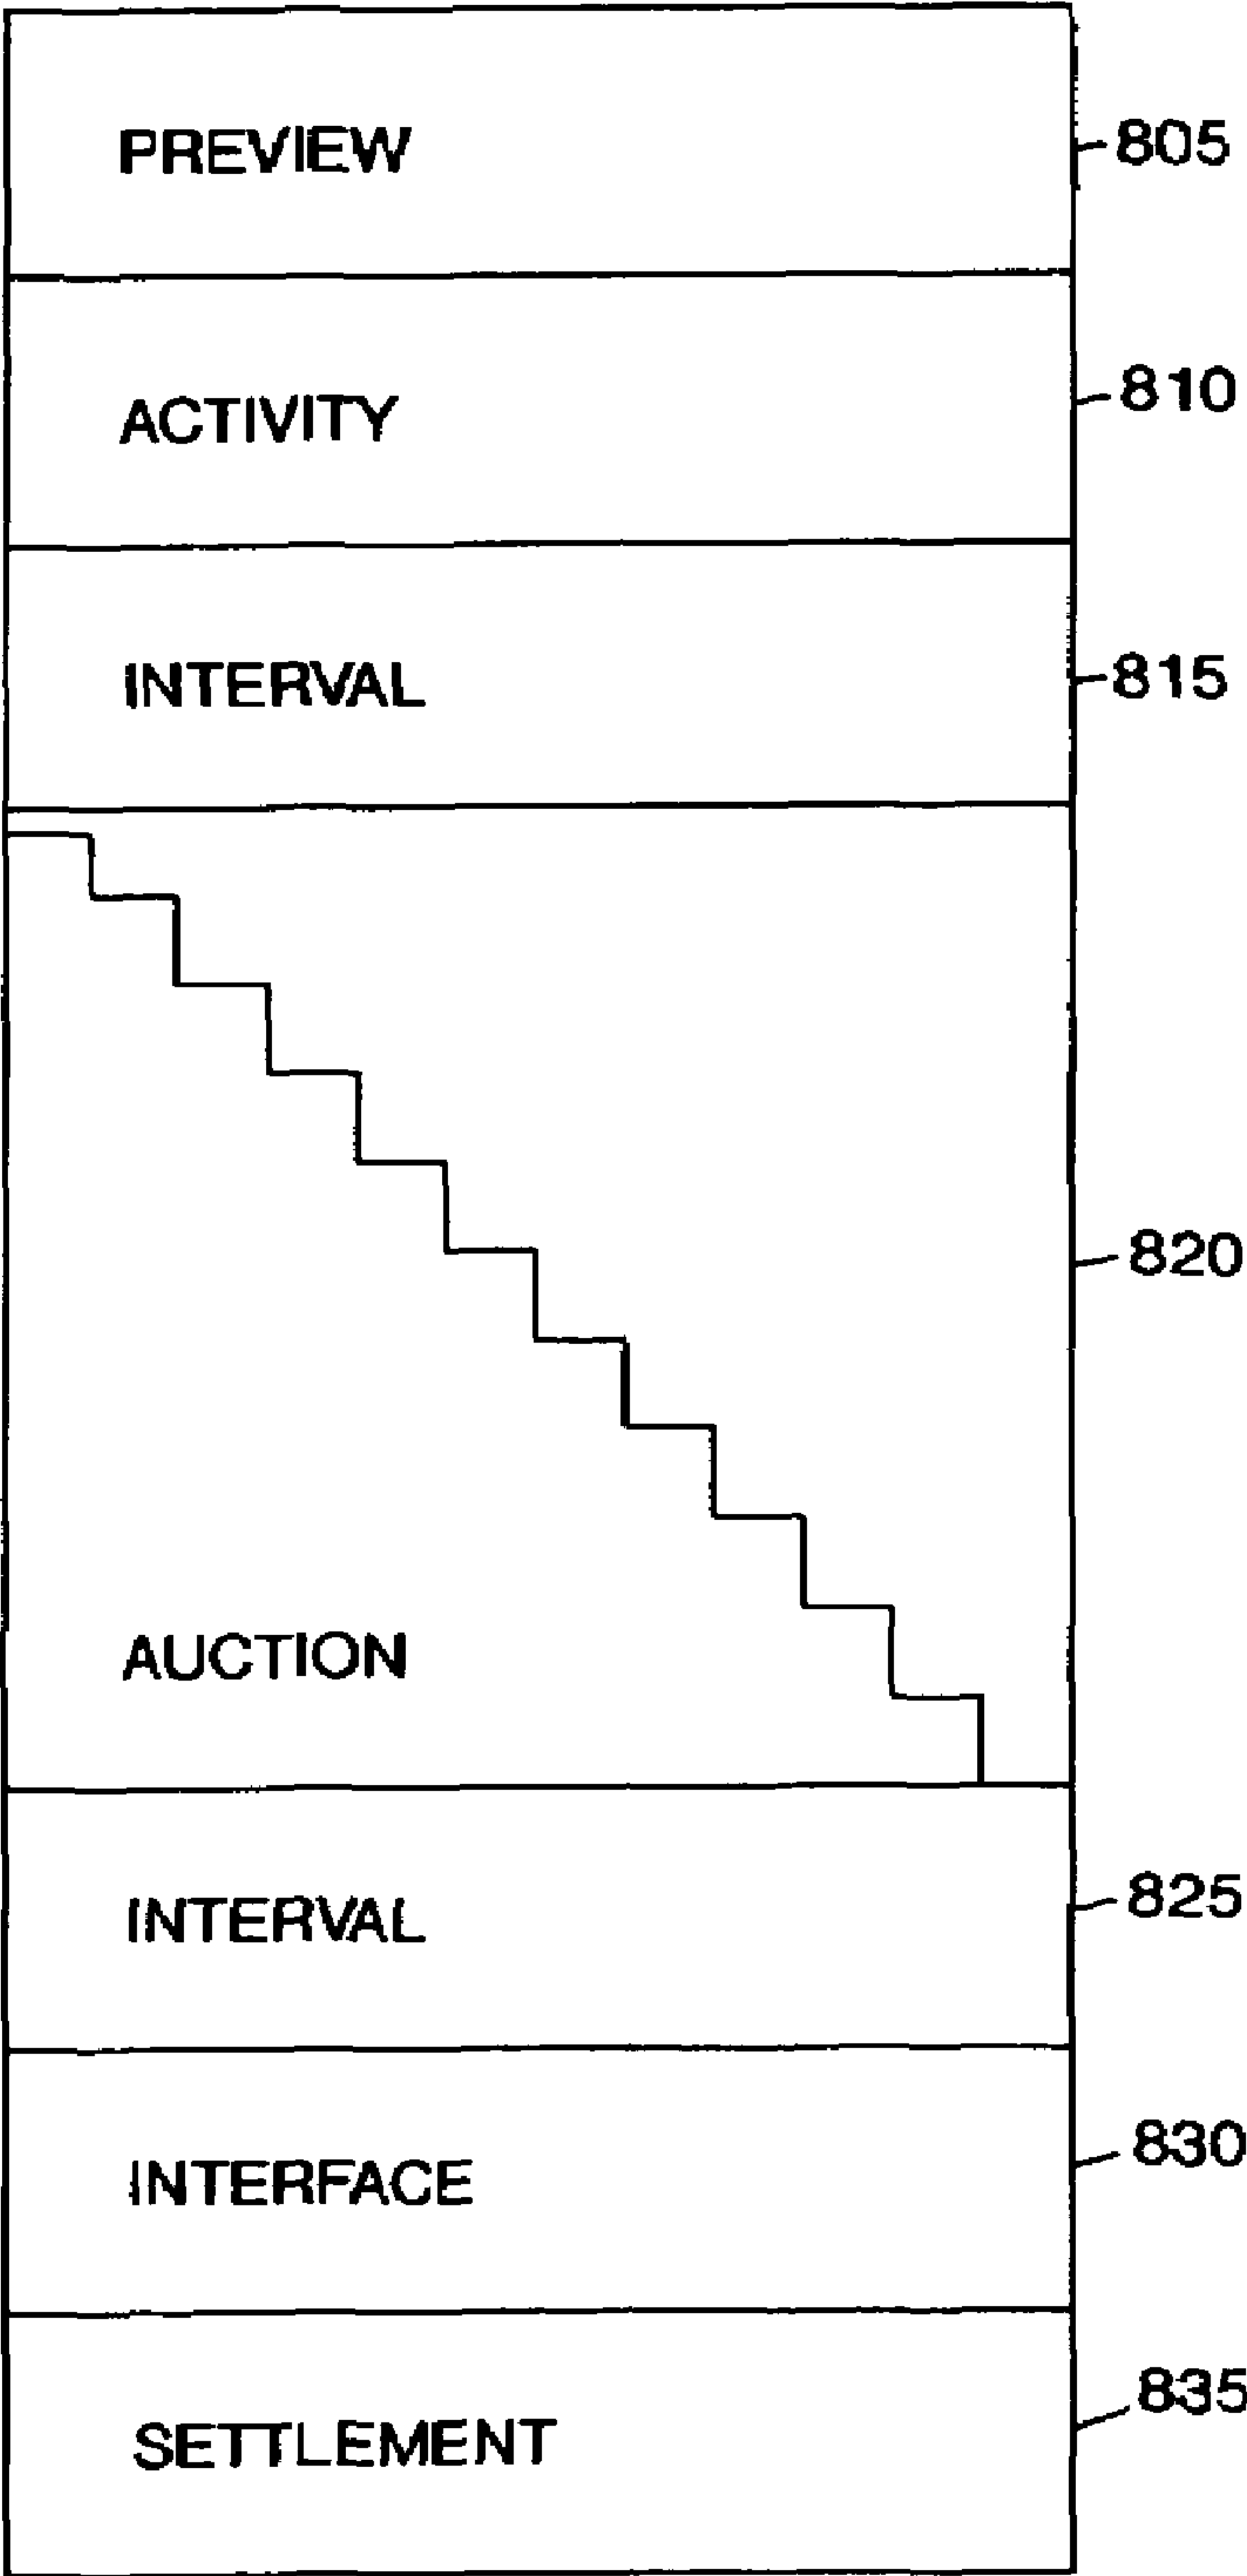 PREVIEW 805
ACTIVITY 810
INTERVAL 815
820
AUCTION
INTERVAL 825
INTERFACE 830
SETTLEMENT 835